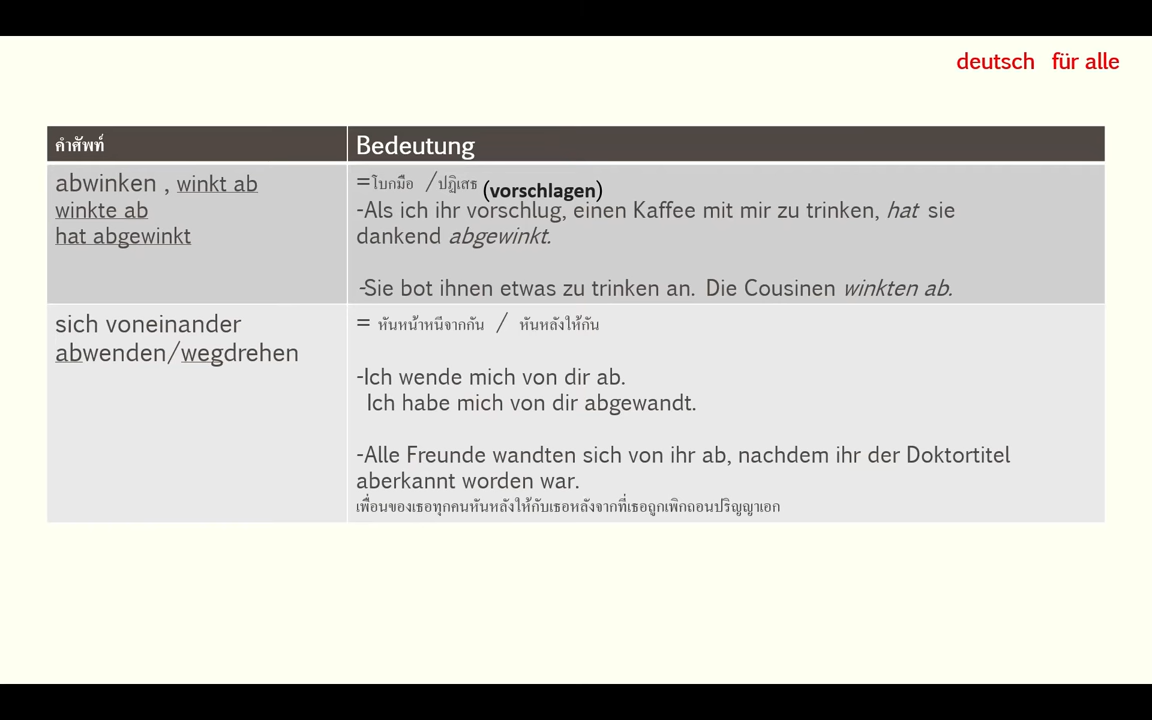 deutsch für alle
คำศัพท์
Bedeutung
abwinken , winkt ab
winkte ab
hat abgewinkt
=โบกมือ /ปฏิเสธ (vorschlagen)
-Als ich ihr vorschlug, einen Kaffee mit mir zu trinken, hat sie
dankend abgewinkt.
-Sie bot ihnen etwas zu trinken an. Die Cousinen winkten ab.
sich voneinander
abwenden/wegdrehen
= หันหน้าหนีจากกัน / หันหลังให้กัน
-Ich wende mich von dir ab.
Ich habe mich von dir abgewandt.
-Alle Freunde wandten sich von ihr ab, nachdem ihr der Doktortitel
aberkannt worden war.
เพื่อนของเธอทุกคนหันหลังให้กับเธอหลังจากที่เธอถูกเพิกถอนปริญญาเอก